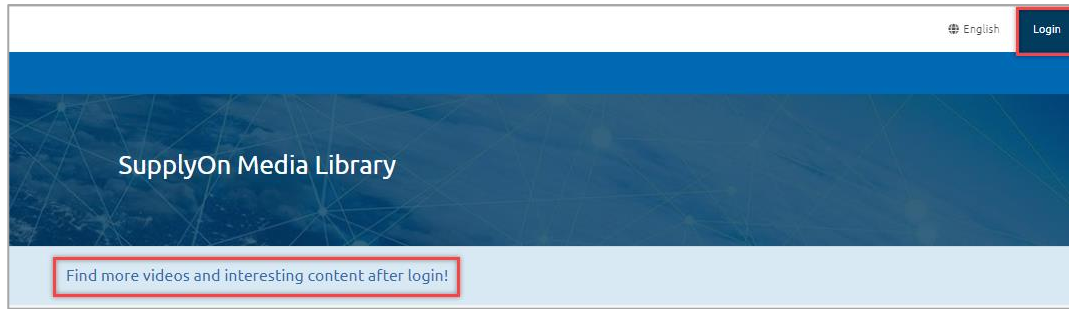 English Login
SupplyOn Media Library
Find more videos and interesting content after login!